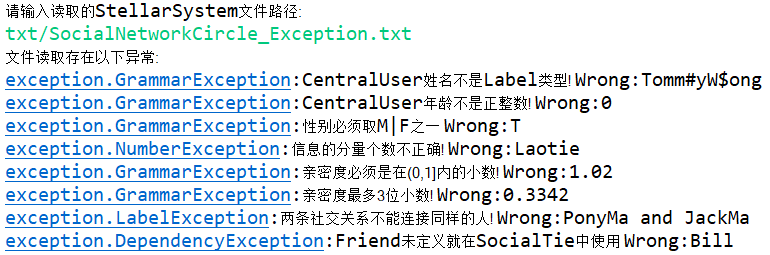 请输入读取的StellarSystem文件路径:
txt/SocialNetworkCircle_Exception.txt
文件读取存在以下异常:
exception.GrammarException:CentralUser姓名不是Label类型! Wrong:Tomm#yW$ong
exception.GrammarException:CentralUser年龄不是正整数! Wrong:0
exception.GrammarException:性别必须取M|F之一 Wrong:T
exception.NumberException:信息的分量个数不正确! Wrong:Laotie
exception.GrammarException:亲密度必须是在(0,1]内的小数! Wrong:1.02
exception.GrammarException:亲密度最多3位小数! Wrong:0.3342
exception.LabelException:两条社交关系不能连接同样的人! Wrong:PonyMa and JackMa
exception.DependencyException:Friend未定义就在SocialTie中使用 Wrong:Bill